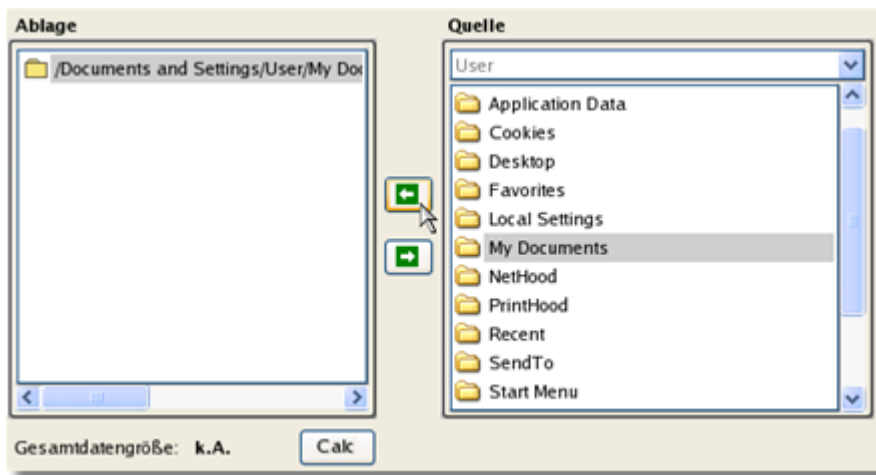 Ablage
/Documents and Settings/User/My Do
Quelle
User
Application Data
Cookies
Desktop
Favorites
Local Settings
My Documents
NetHood
PrintHood
Recent
SendTo
Start Menu
Gesamtdatengröße: k.A.
Calc